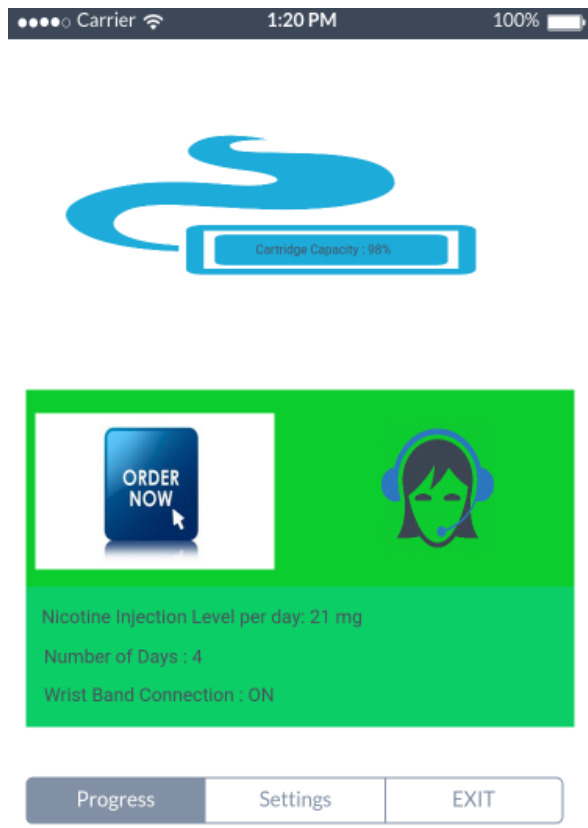 Carrier 1:20 PM 100%
Cartridge Capacity : 98%
ORDER
NOW
Nicotine Injection Level per day: 21 mg
Number of Days : 4
Wrist Band Connection : ON
Progress Settings EXIT